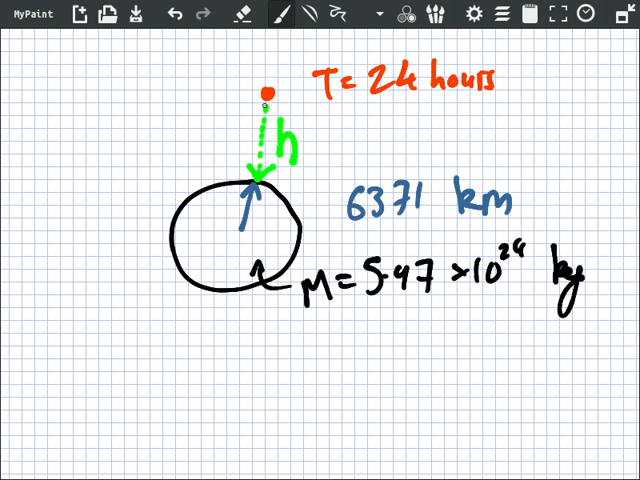 MyPaint
T= 24 hours
h
6371 km
M = 5.97 × 10²⁴ kg